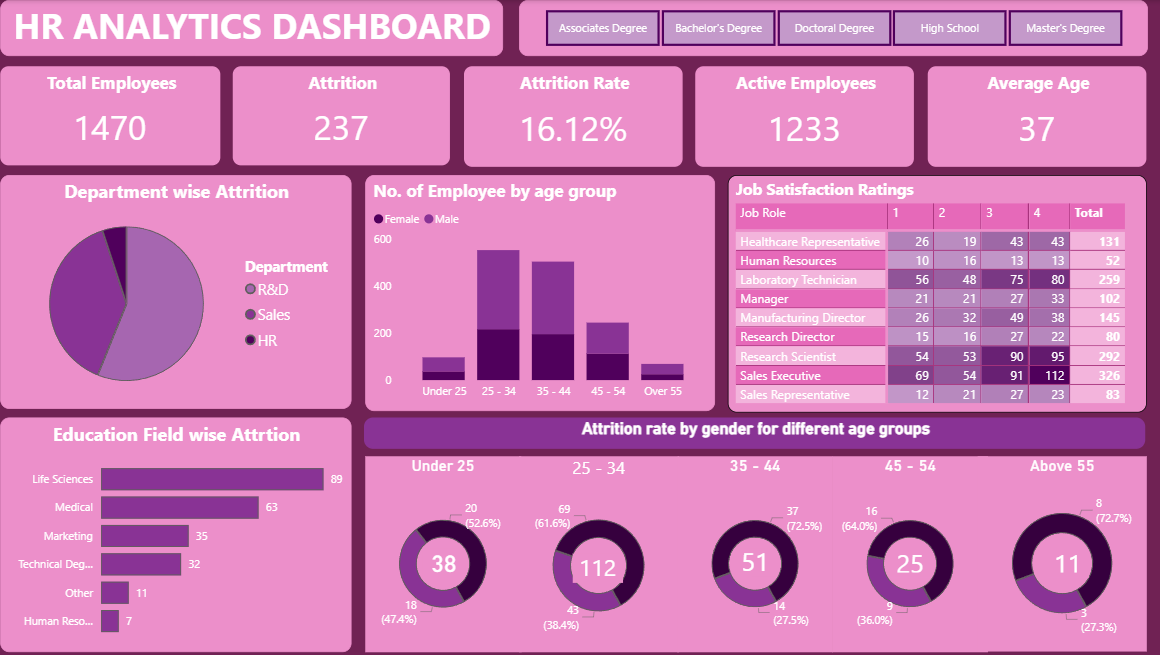 HR ANALYTICS DASHBOARD
Associates Degree
Bachelor's Degree
Doctoral Degree
High School
Master's Degree
Total Employees
1470
Attrition
237
Attrition Rate
16.12%
Active Employees
1233
Average Age
37
Department wise Attrition
Department
R&D
Sales
HR
No. of Employee by age group
Female Male
600
400
200
0
Under 25 25 - 34 35 - 44 45 - 54 Over 55
Job Satisfaction Ratings
Job Role 1 2 3 4 Total
Healthcare Representative 26 19 43 43 131
Human Resources 10 16 13 13 52
Laboratory Technician 56 48 75 80 259
Manager 21 21 27 33 102
Manufacturing Director 26 32 49 38 145
Research Director 15 16 27 22 80
Research Scientist 54 53 90 95 292
Sales Executive 69 54 91 112 326
Sales Representative 12 21 27 23 83
Education Field wise Attrtion
Life Sciences 89
Medical 63
Marketing 35
Technical Deg... 32
Other 11
Human Reso... 7
Attrition rate by gender for different age groups
Under 25
20
(52.6%)
38
18
(47.4%)
25 - 34
69
(61.6%)
112
43
(38.4%)
35 - 44
37
(72.5%)
51
14
(27.5%)
45 - 54
16
(64.0%)
25
9
(36.0%)
Above 55
8
(72.7%)
11
3
(27.3%)